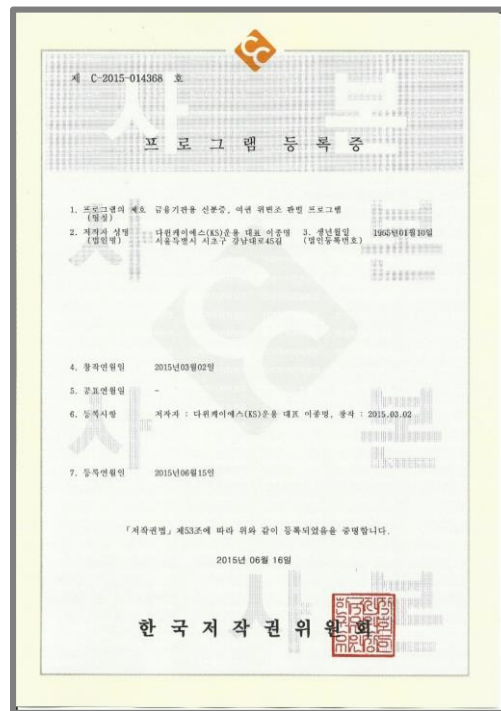 제 C-2015-014368 호
프로그램 등록증
1. 프로그램의 제호 금융기관용 신분증, 여권 위변조 판별 프로그램
(명칭)
2. 저작자 성명 다윈케이에스(KS)운용 대표 이종명 3. 생년월일 1965년01월10일
(법인명) 서울특별시 서초구 강남대로45길 (법인등록번호)
4. 창작연월일 2015년03월02일
5. 공표연월일 -
6. 등록사항 저작자 : 다윈케이에스(KS)운용 대표 이종명, 창작 : 2015.03.02
7. 등록연월일 2015년06월15일
「저작권법」 제53조에 따라 위와 같이 등록되었음을 증명합니다.
2015년 06월 16일
한국저작권위원회
사본
사본
사본
사본